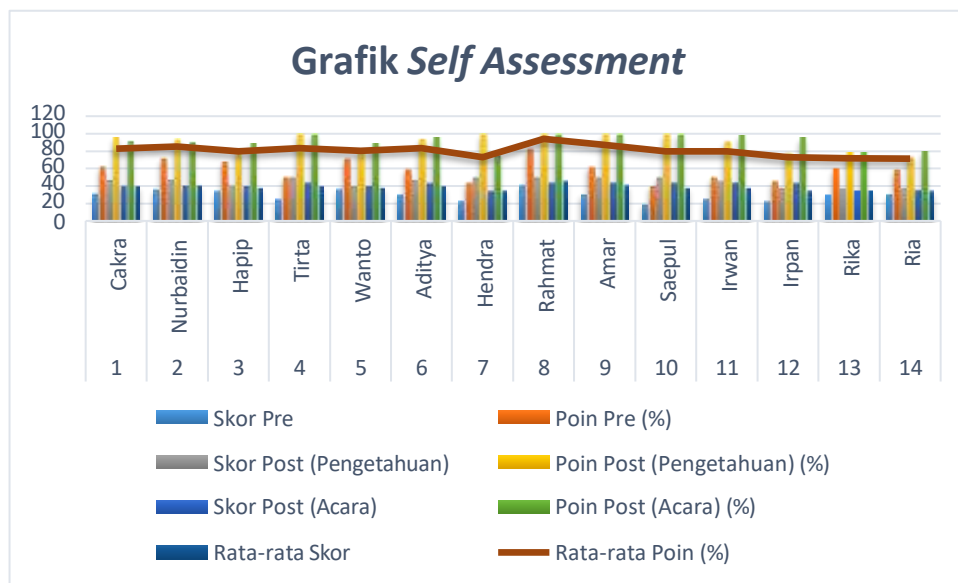 Grafik Self Assessment
120
100
80
60
40
20
0
Cakra
Nurbaidin
Hapip
Tirta
Wanto
Aditya
Hendra
Rahmat
Amar
Saepul
Irwan
Irpan
Rika
Ria
1 2 3 4 5 6 7 8 9 10 11 12 13 14
Skor Pre
Poin Pre (%)
Skor Post (Pengetahuan)
Poin Post (Pengetahuan) (%)
Skor Post (Acara)
Poin Post (Acara) (%)
Rata-rata Skor
Rata-rata Poin (%)